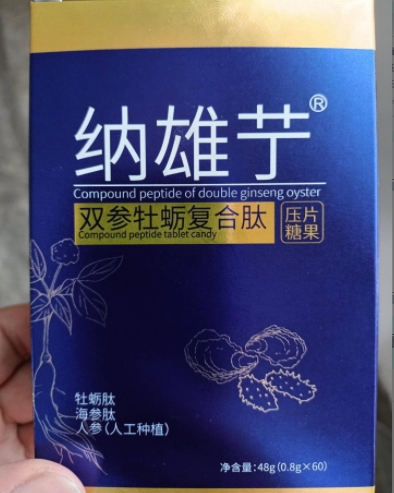 纳雄艼®
Compound peptide of double ginseng oyster
双参牡蛎复合肽
Compound peptide tablet candy
压片
糖果
牡蛎肽
海参肽
人参(人工种植)
净含量:48g(0.8g×60)